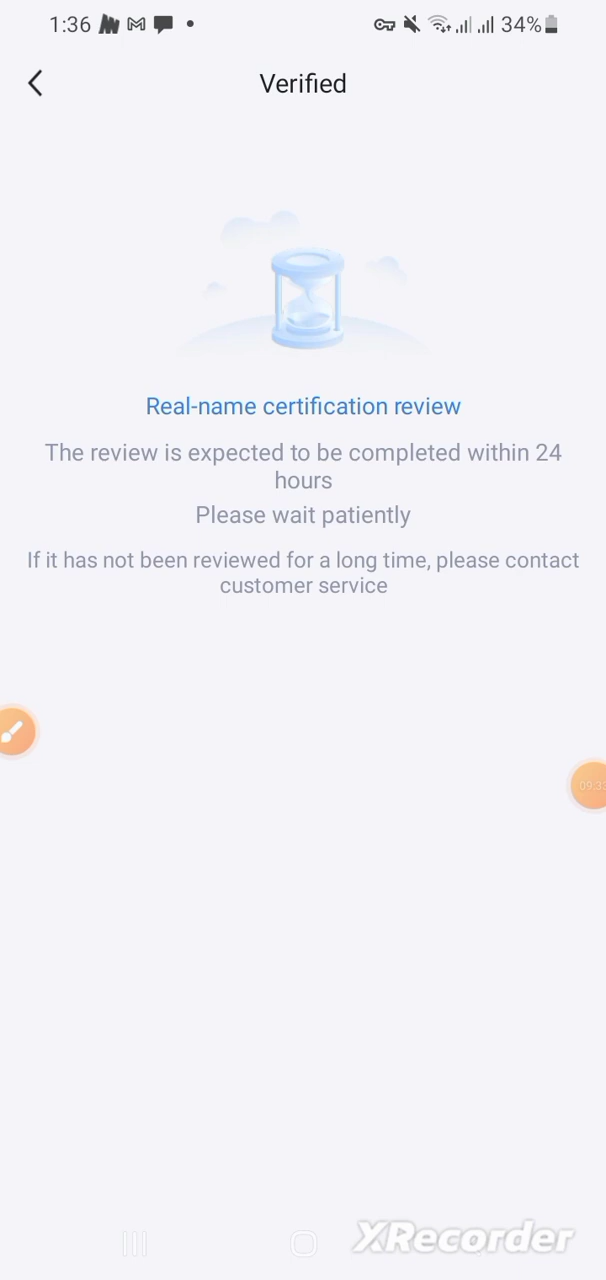 1:36
34%
Verified
Real-name certification review
The review is expected to be completed within 24
hours
Please wait patiently
If it has not been reviewed for a long time, please contact
customer service
XRecorder